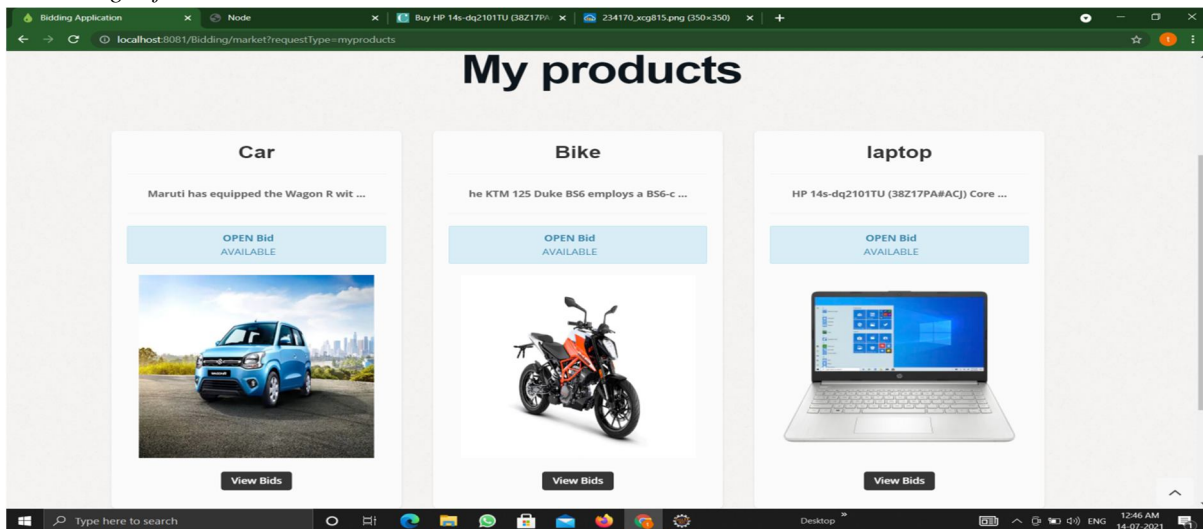 Bidding Application
Node
Buy HP 14s-dq2101TU (38Z17PA
234170_xcg815.png (350×350)
localhost:8081/Bidding/market?requestType=myproducts
My products
Car
Maruti has equipped the Wagon R wit ...
OPEN Bid
AVAILABLE
View Bids
Bike
he KTM 125 Duke BS6 employs a BS6-c ...
OPEN Bid
AVAILABLE
View Bids
laptop
HP 14s-dq2101TU (38Z17PA#ACJ) Core ...
OPEN Bid
AVAILABLE
View Bids
Type here to search
Desktop
ENG
12:46 AM
14-07-2021